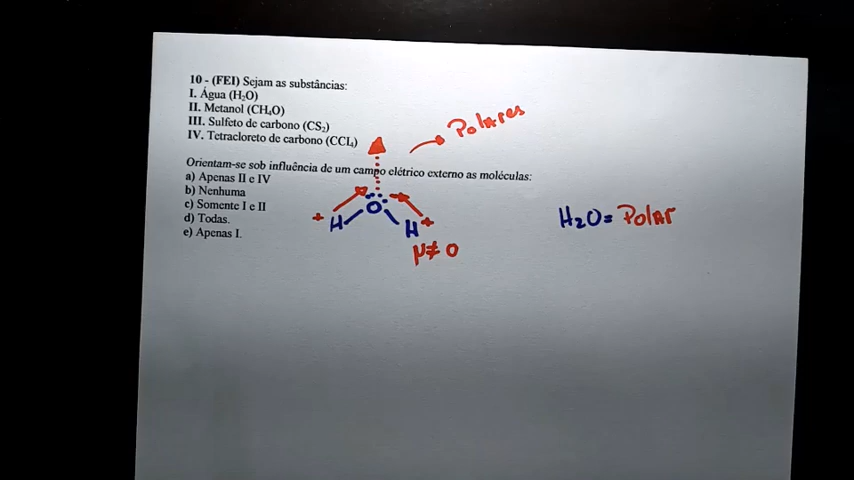 10 - (FEI) Sejam as substâncias:
I. Água (H₂O)
II. Metanol (CH₄O)
III. Sulfeto de carbono (CS₂)
IV. Tetracloreto de carbono (CCl₄)
Polares
Orientam-se sob influência de um campo elétrico externo as moléculas:
a) Apenas II e IV
b) Nenhuma
c) Somente I e II
d) Todas.
e) Apenas I.
O
+ H H +
μ≠0
H₂O = Polar